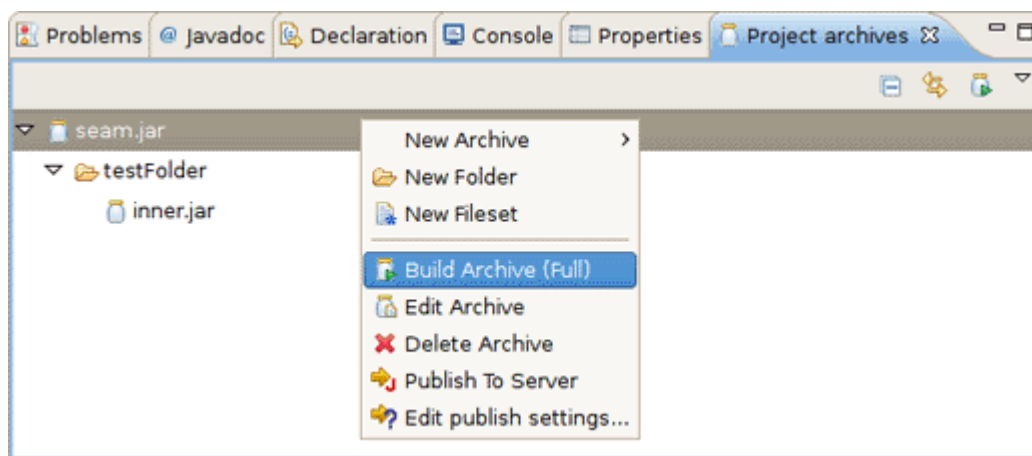 Problems @ Javadoc Declaration Console Properties Project archives
seam.jar
testFolder
inner.jar
New Archive
New Folder
New Fileset
Build Archive (Full)
Edit Archive
Delete Archive
Publish To Server
Edit publish settings...